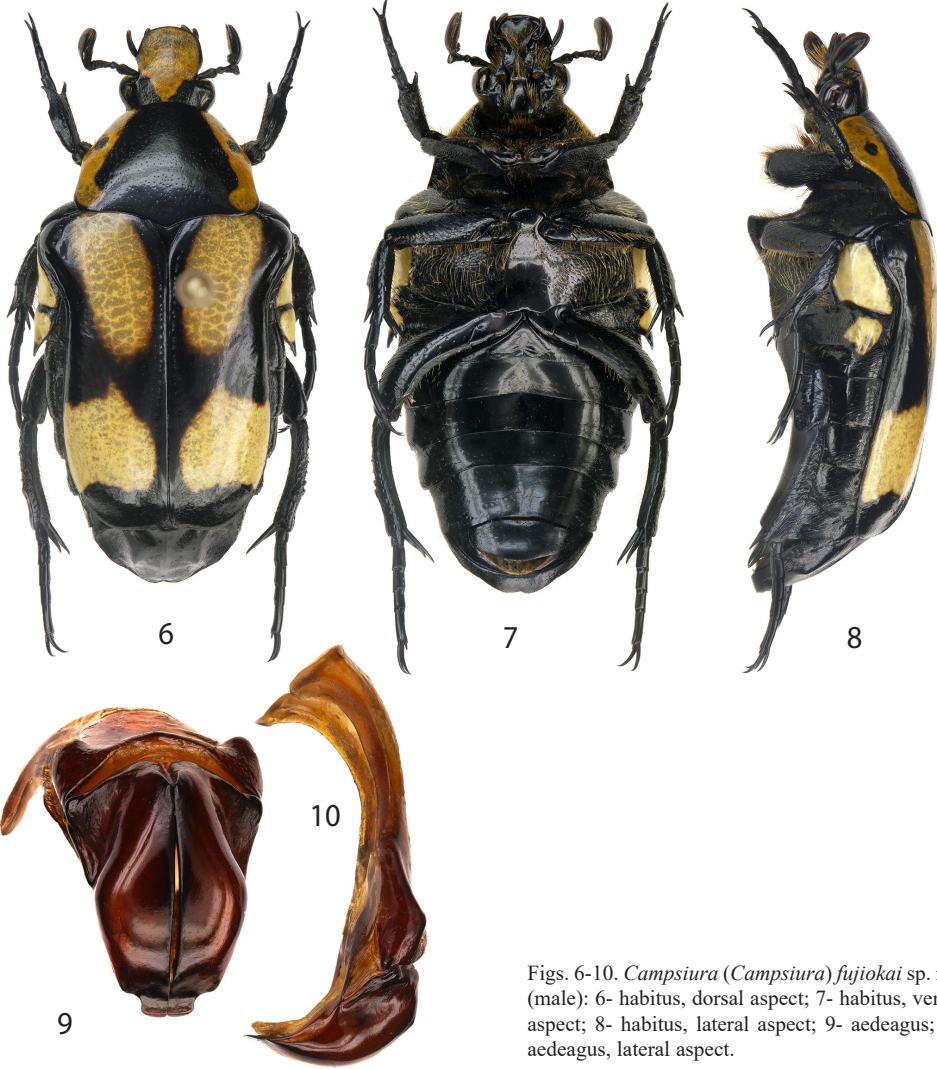 6
7
8
10
9
Figs. 6-10. Campsiura (Campsiura) fujiokai sp.
(male): 6- habitus, dorsal aspect; 7- habitus,
aspect; 8- habitus, lateral aspect; 9- aedeagus;
aedeagus, lateral aspect.